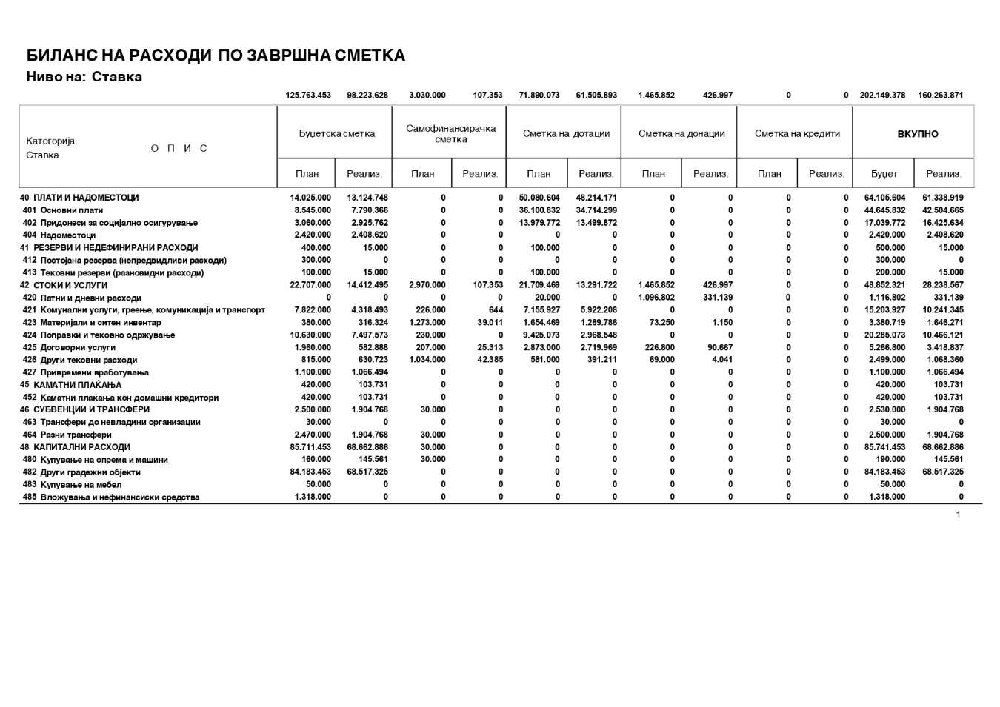 БИЛАНС НА РАСХОДИ ПО ЗАВРШНА СМЕТКА
Ниво на: Ставка
125.763.453 98.223.628 3.030.000 107.353 71.890.073 61.505.893 1.465.852 426.997 0 0 202.149.378 160.263.871
Категорија
Ставка
О П И С
Буџетска сметка
Самофинансирачка
сметка
Сметка на дотации
Сметка на донации
Сметка на кредити
ВКУПНО
План Реализ. План Реализ. План Реализ. План Реализ. План Реализ. Буџет Реализ.
40 ПЛАТИ И НАДОМЕСТОЦИ 14.025.000 13.124.748 0 0 50.080.604 48.214.171 0 0 0 0 64.105.604 61.338.919
401 Основни плати 8.545.000 7.790.366 0 0 36.100.832 34.714.299 0 0 0 0 44.645.832 42.504.665
402 Придонеси за социјално осигурување 3.060.000 2.925.762 0 0 13.979.772 13.499.872 0 0 0 0 17.039.772 16.425.634
404 Надоместоци 2.420.000 2.408.620 0 0 0 0 0 0 0 0 2.420.000 2.408.620
41 РЕЗЕРВИ И НЕДЕФИНИРАНИ РАСХОДИ 400.000 15.000 0 0 100.000 0 0 0 0 0 500.000 15.000
412 Постојана резерва (непредвидливи расходи) 300.000 0 0 0 0 0 0 0 0 0 300.000 0
413 Тековни резерви (разновидни расходи) 100.000 15.000 0 0 100.000 0 0 0 0 0 200.000 15.000
42 СТОКИ И УСЛУГИ 22.707.000 14.412.495 2.970.000 107.353 21.709.469 13.291.722 1.465.852 426.997 0 0 48.852.321 28.238.567
420 Патни и дневни расходи 0 0 0 0 20.000 0 1.096.802 331.139 0 0 1.116.802 331.139
421 Комунални услуги, греење, комуникација и транспорт 7.822.000 4.318.493 226.000 644 7.155.927 5.922.208 0 0 0 0 15.203.927 10.241.345
423 Материјали и ситен инвентар 380.000 316.324 1.273.000 39.011 1.654.469 1.289.786 73.250 1.150 0 0 3.380.719 1.646.271
424 Поправки и тековно одржување 10.630.000 7.497.573 230.000 0 9.425.073 2.968.548 0 0 0 0 20.285.073 10.466.121
425 Договорни услуги 1.960.000 582.888 207.000 25.313 2.873.000 2.719.969 226.800 90.667 0 0 5.266.800 3.418.837
426 Други тековни расходи 815.000 630.723 1.034.000 42.385 581.000 391.211 69.000 4.041 0 0 2.499.000 1.068.360
427 Привремени вработувања 1.100.000 1.066.494 0 0 0 0 0 0 0 0 1.100.000 1.066.494
45 КАМАТНИ ПЛАЌАЊА 420.000 103.731 0 0 0 0 0 0 0 0 420.000 103.731
452 Каматни плаќања кон домашни кредитори 420.000 103.731 0 0 0 0 0 0 0 0 420.000 103.731
46 СУБВЕНЦИИ И ТРАНСФЕРИ 2.500.000 1.904.768 30.000 0 0 0 0 0 0 0 2.530.000 1.904.768
463 Трансфери до невладини организации 30.000 0 0 0 0 0 0 0 0 0 30.000 0
464 Разни трансфери 2.470.000 1.904.768 30.000 0 0 0 0 0 0 0 2.500.000 1.904.768
48 КАПИТАЛНИ РАСХОДИ 85.711.453 68.662.886 30.000 0 0 0 0 0 0 0 85.741.453 68.662.886
480 Купување на опрема и машини 160.000 145.561 30.000 0 0 0 0 0 0 0 190.000 145.561
482 Други градежни објекти 84.183.453 68.517.325 0 0 0 0 0 0 0 0 84.183.453 68.517.325
483 Купување на мебел 50.000 0 0 0 0 0 0 0 0 0 50.000 0
485 Вложувања и нефинансиски средства 1.318.000 0 0 0 0 0 0 0 0 0 1.318.000 0
1